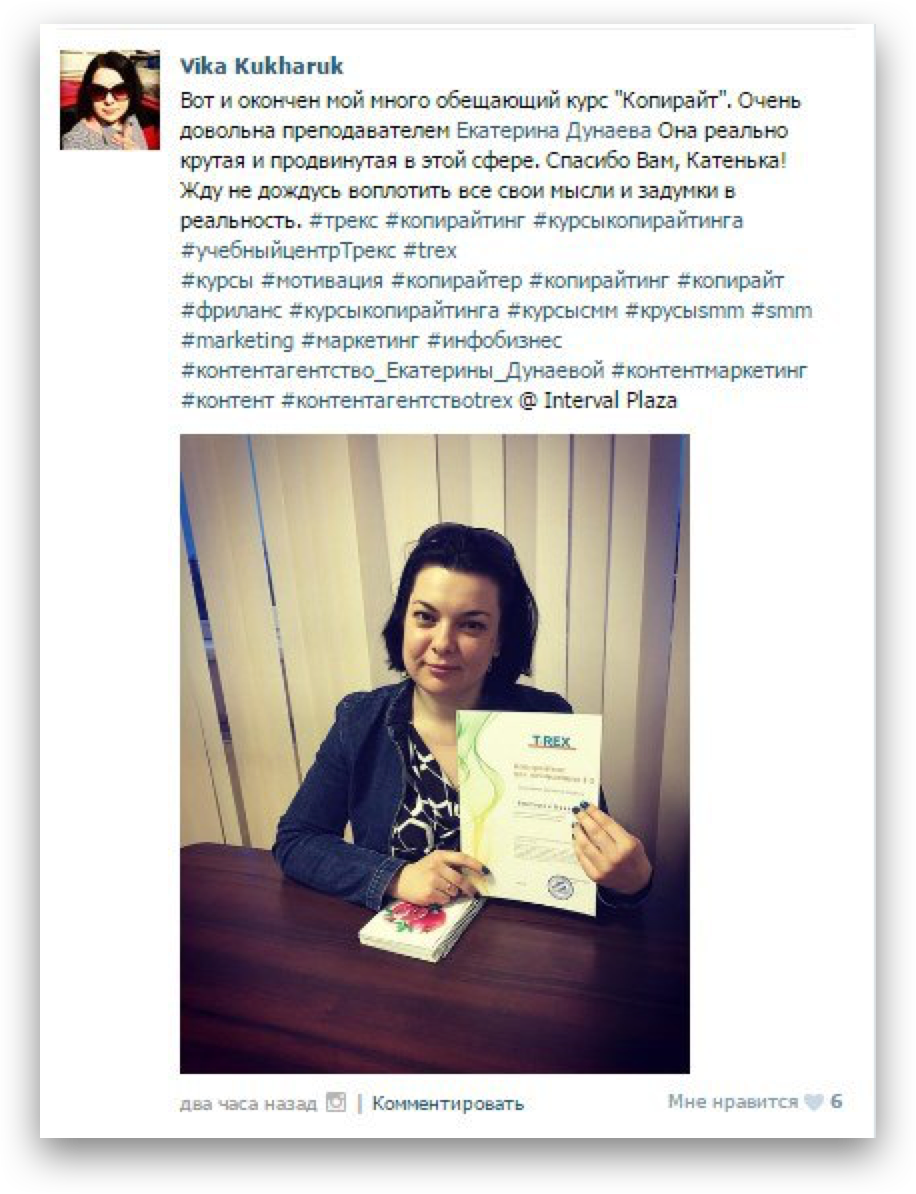 Vika Kukharuk
Вот и окончен мой много обещающий курс "Копирайт". Очень
довольна преподавателем Екатерина Дунаева Она реально
крутая и продвинутая в этой сфере. Спасибо Вам, Катенька!
Жду не дождусь воплотить все свои мысли и задумки в
реальность. #трекс #копирайтинг #курсыкопирайтинга
#учебныйцентрТрекс #trex
#курсы #мотивация #копирайтер #копирайтинг #копирайт
#фриланс #курсыкопирайтинга #курсысмм #крусыsmm #smm
#marketing #маркетинг #инфобизнес
#контентагентство_Екатерины_Дунаевой #контентмаркетинг
#контент #контентагентствоtrex @ Interval Plaza
T-REX
два часа назад | Комментировать
Мне нравится 6